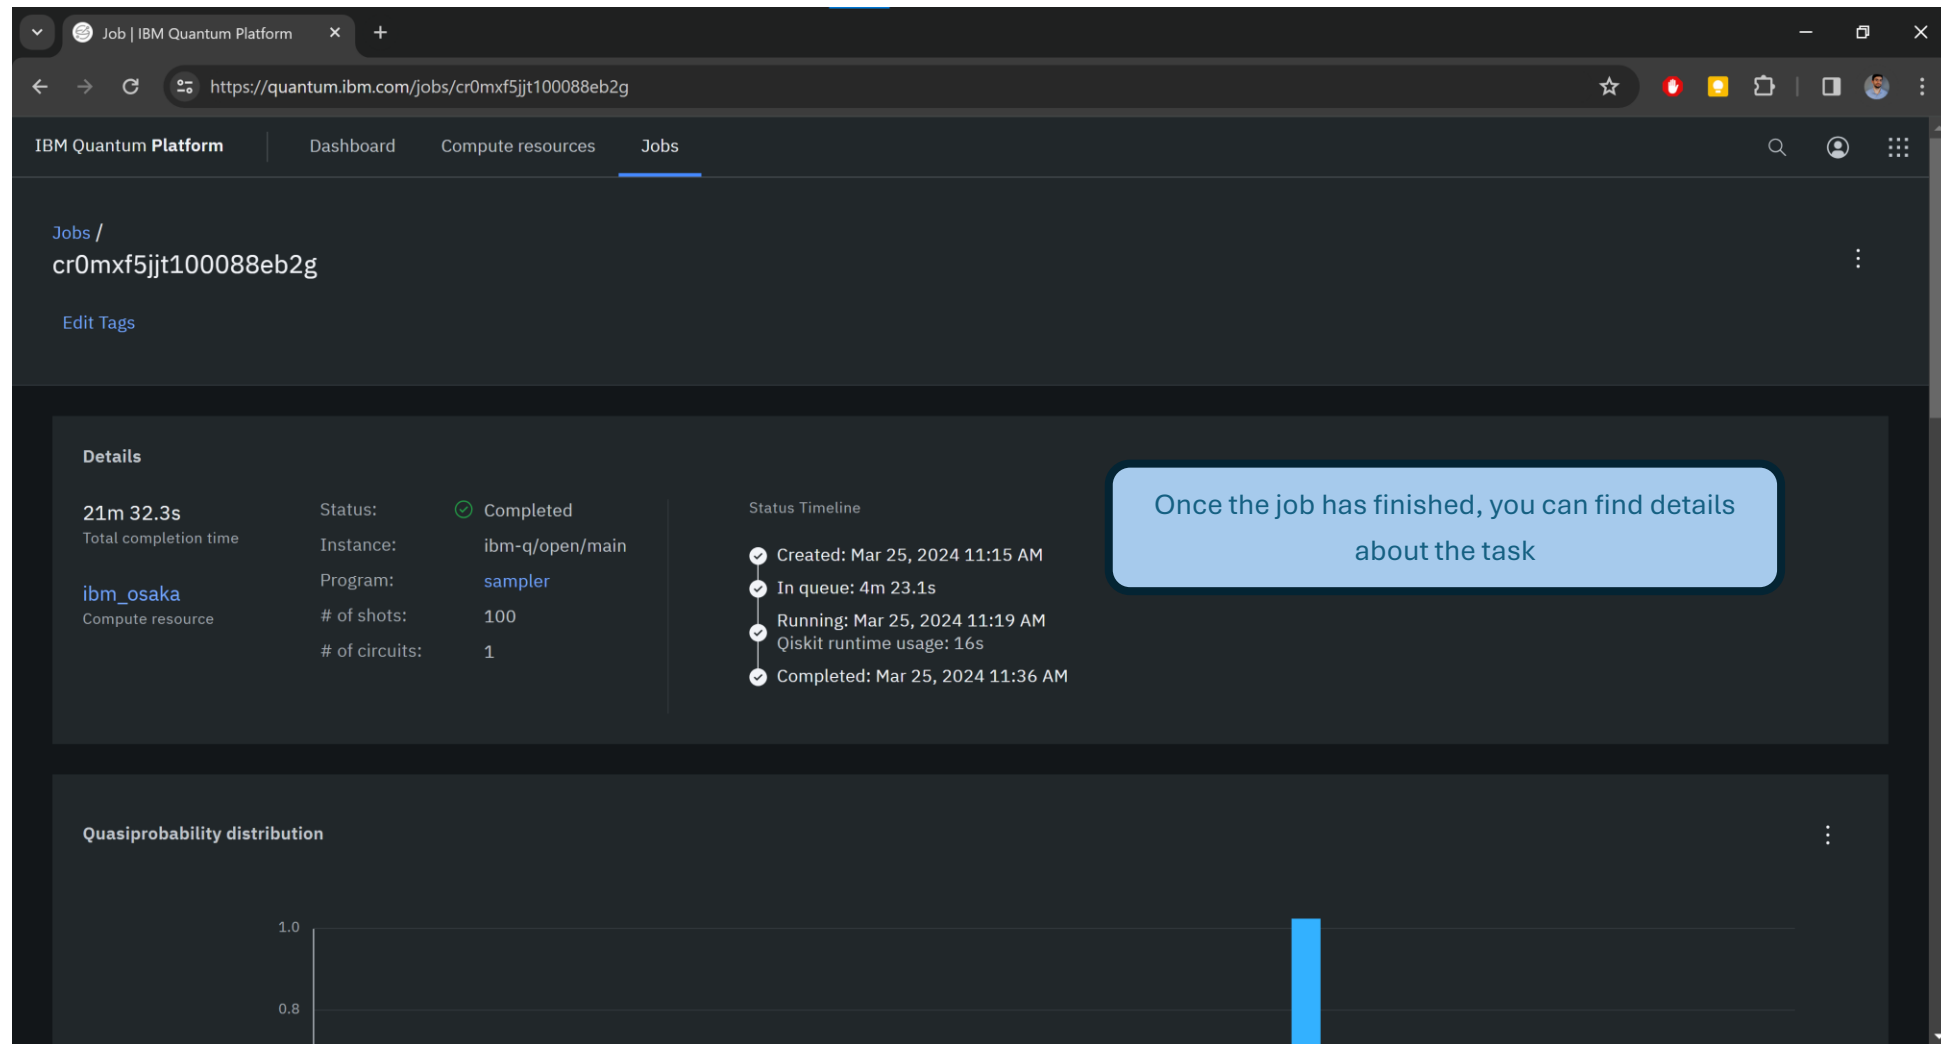 Job | IBM Quantum Platform
https://quantum.ibm.com/jobs/cr0mxf5jjt100088eb2g
IBM Quantum Platform
Dashboard
Compute resources
Jobs
Jobs /
cr0mxf5jjt100088eb2g
Edit Tags
Details
21m 32.3s
Total completion time
ibm_osaka
Compute resource
Status: Completed
Instance: ibm-q/open/main
Program: sampler
# of shots: 100
# of circuits: 1
Status Timeline
Created: Mar 25, 2024 11:15 AM
In queue: 4m 23.1s
Running: Mar 25, 2024 11:19 AM
Qiskit runtime usage: 16s
Completed: Mar 25, 2024 11:36 AM
Once the job has finished, you can find details
about the task
Quasiprobability distribution
1.0
0.8